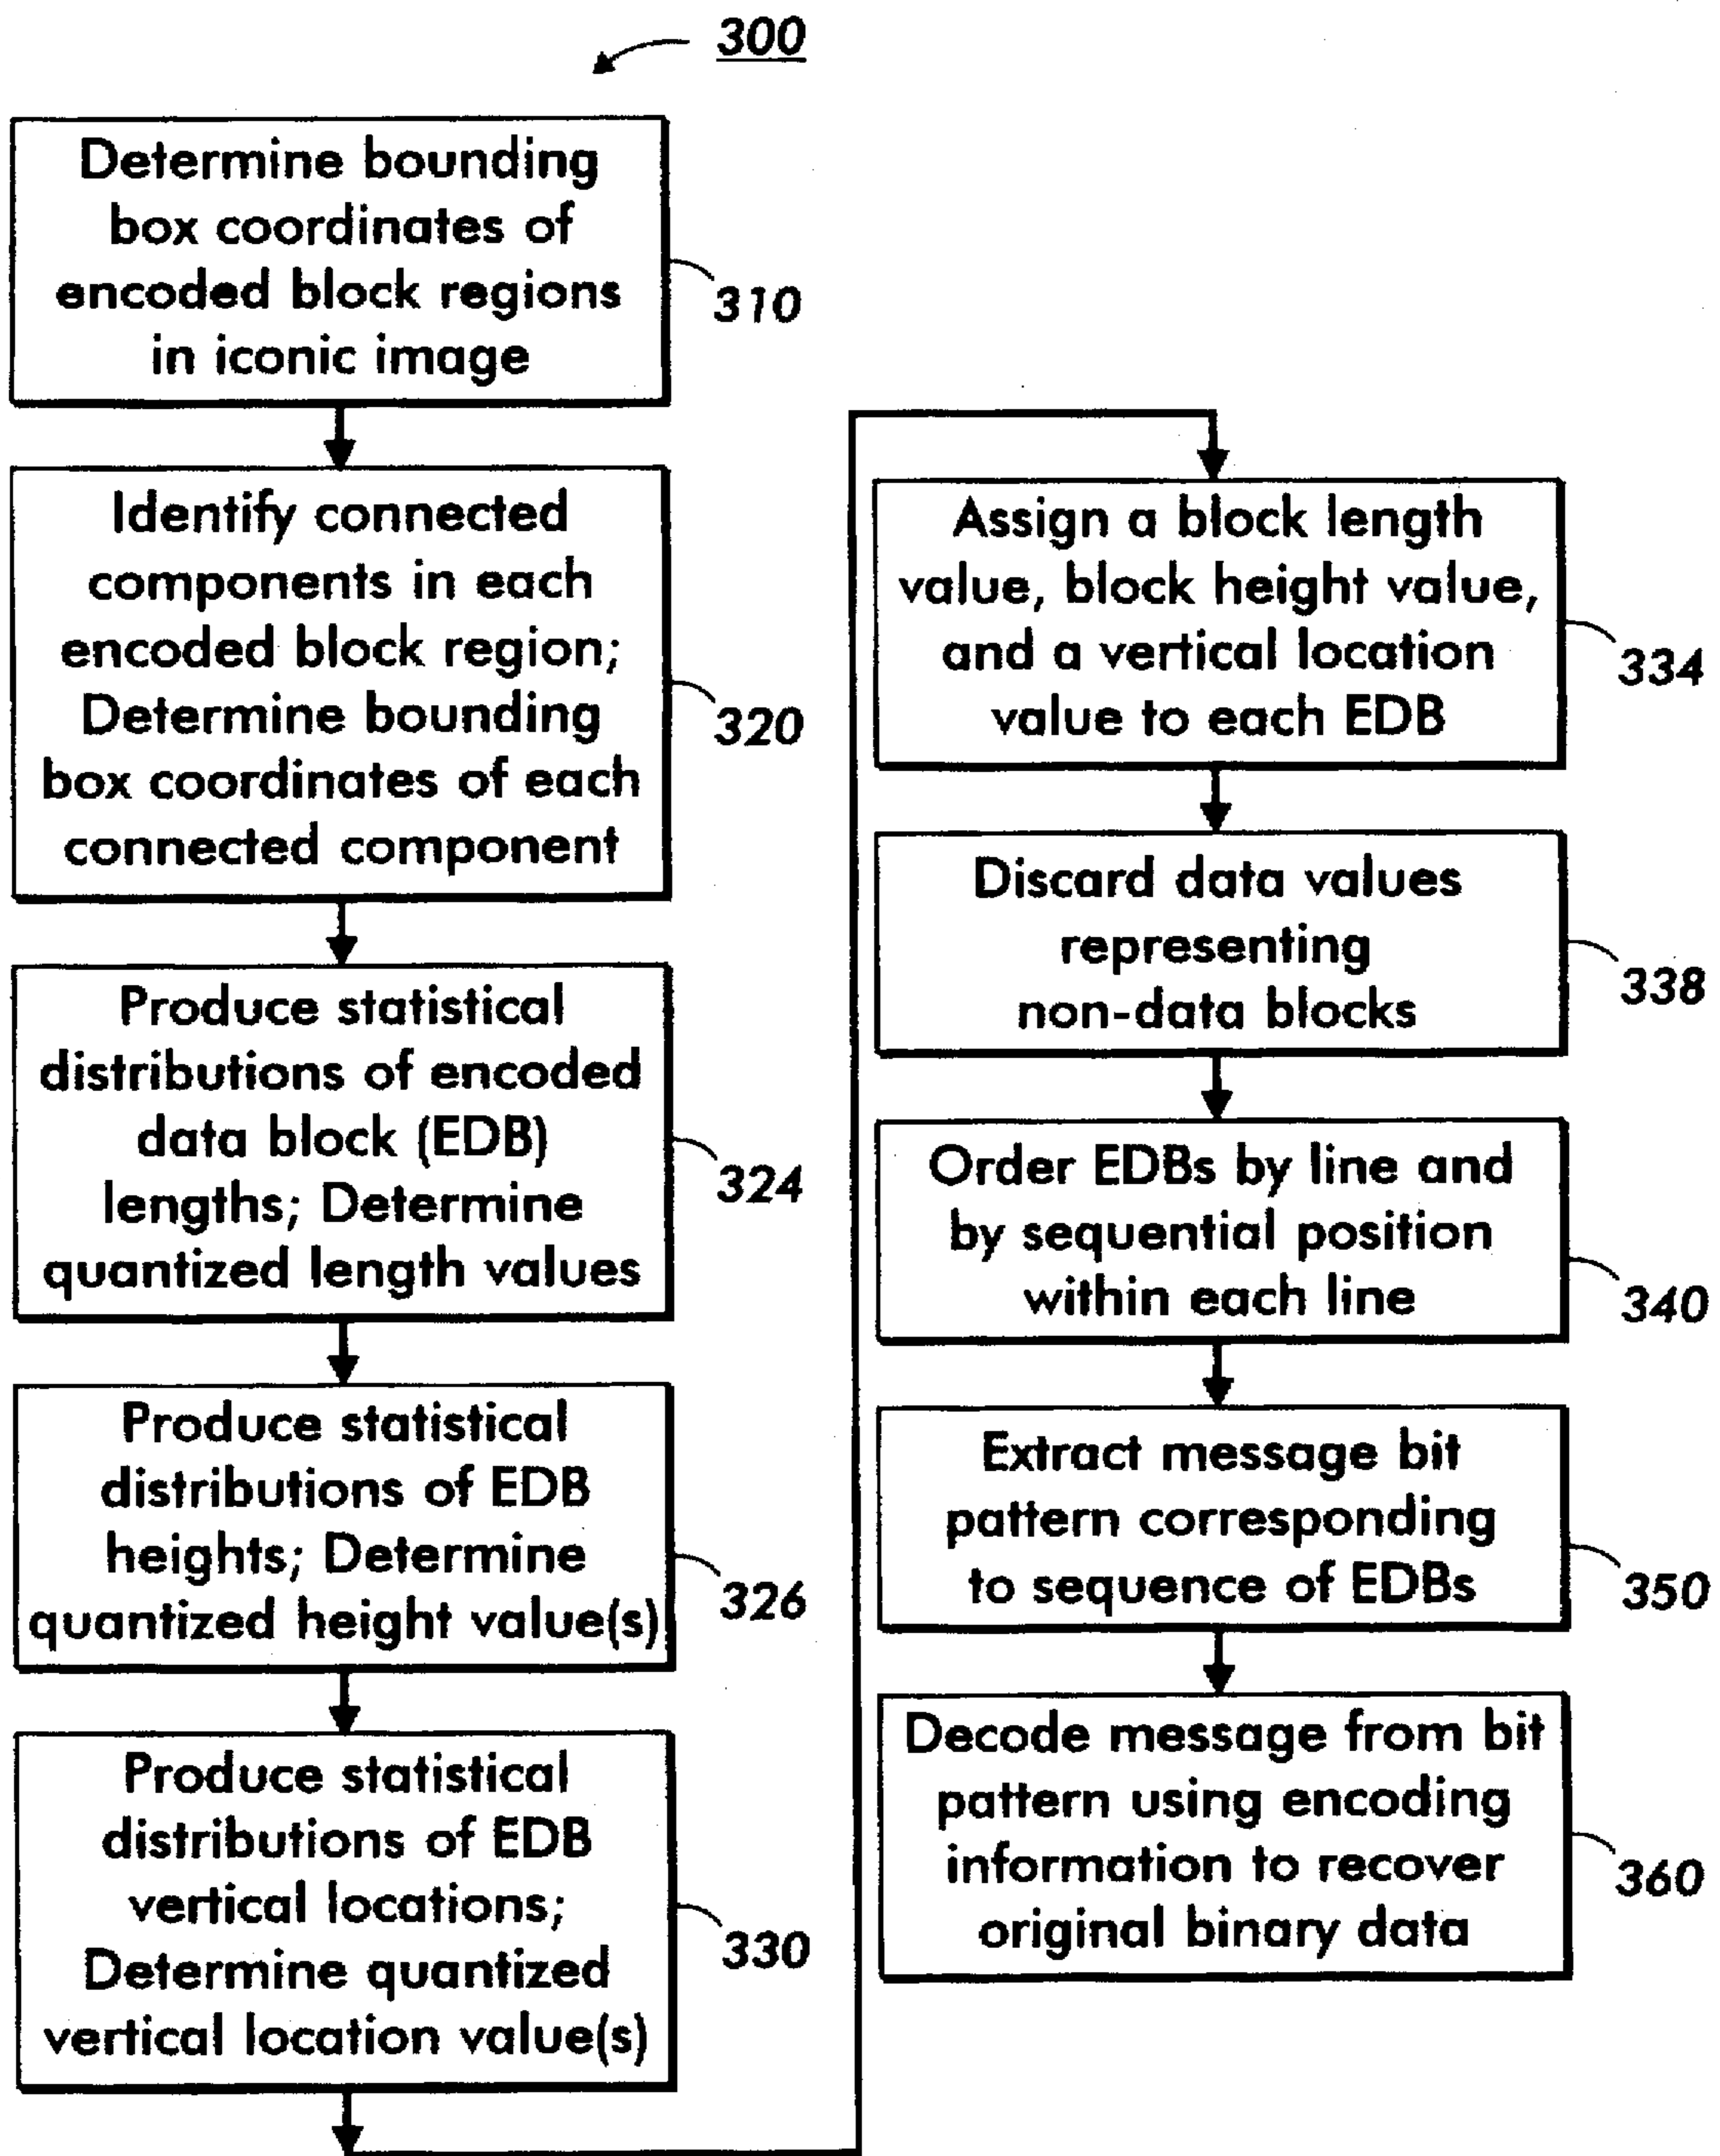 300
Determine bounding
box coordinates of
encoded block regions
in iconic image
310
Identify connected
components in each
encoded block region;
Determine bounding
box coordinates of each
connected component
320
Produce statistical
distributions of encoded
data block (EDB)
lengths; Determine
quantized length values
324
Produce statistical
distributions of EDB
heights; Determine
quantized height value(s)
326
Produce statistical
distributions of EDB
vertical locations;
Determine quantized
vertical location value(s)
330
Assign a block length
value, block height value,
and a vertical location
value to each EDB
334
Discard data values
representing
non-data blocks
338
Order EDBs by line and
by sequential position
within each line
340
Extract message bit
pattern corresponding
to sequence of EDBs
350
Decode message from bit
pattern using encoding
information to recover
original binary data
360